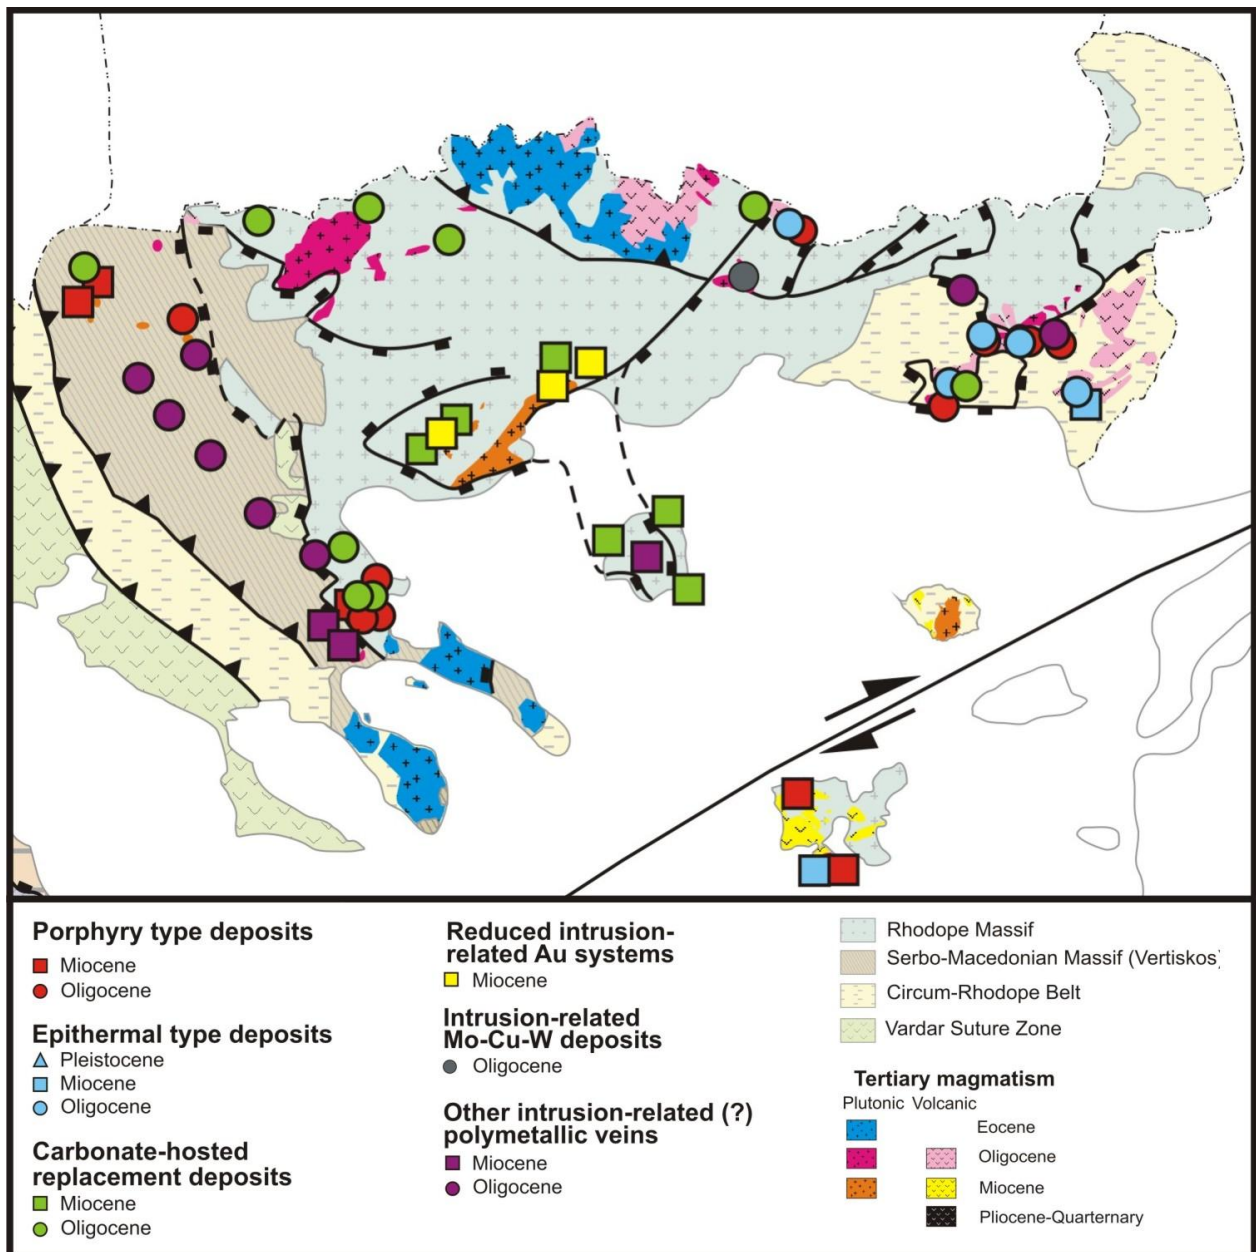 Porphyry type deposits
Miocene
Oligocene
Epithermal type deposits
Pleistocene
Miocene
Oligocene
Carbonate-hosted
replacement deposits
Miocene
Oligocene
Reduced intrusion-
related Au systems
Miocene
Intrusion-related
Mo-Cu-W deposits
Oligocene
Other intrusion-related (?)
polymetallic veins
Miocene
Oligocene
Rhodope Massif
Serbo-Macedonian Massif (Vertiskos)
Circum-Rhodope Belt
Vardar Suture Zone
Tertiary magmatism
Plutonic Volcanic
Eocene
Oligocene
Miocene
Pliocene-Quarternary